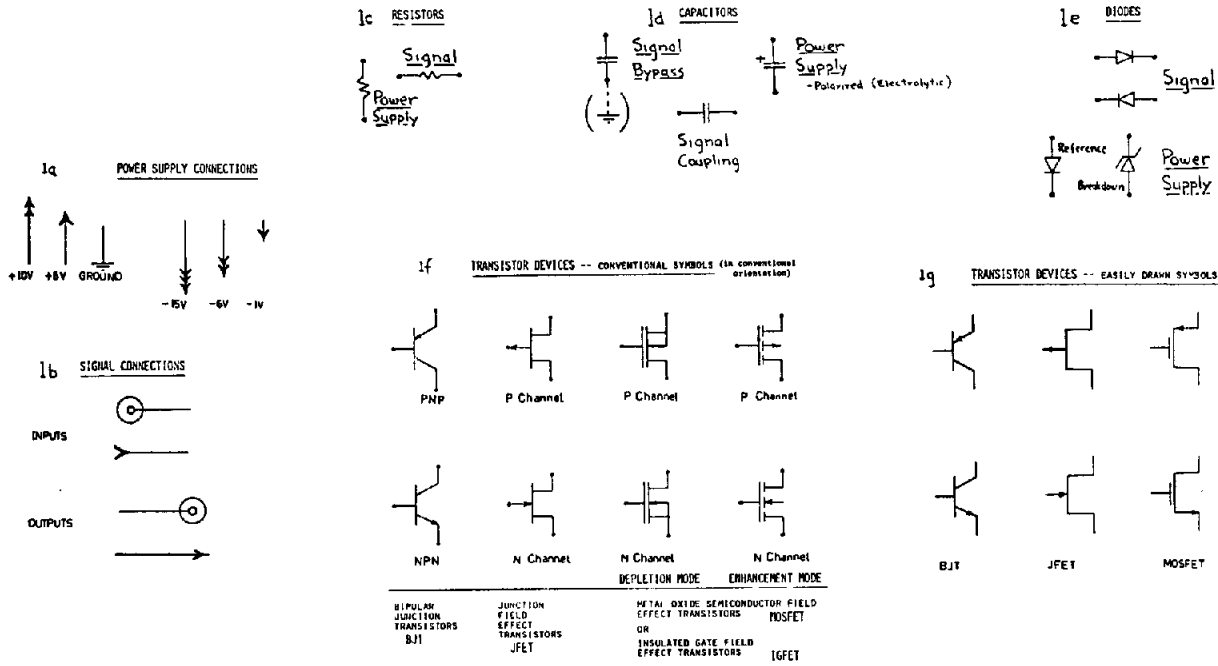 1c RESISTORS
Signal
Power
Supply
1d CAPACITORS
Signal
Bypass
Power
Supply
-Polarized (Electrolytic)
+
Signal
Coupling
1e DIODES
Signal
Reference
Breakdown
Power
Supply
1a POWER SUPPLY CONNECTIONS
+10V +6V GROUND
-15V -6V -1V
1b SIGNAL CONNECTIONS
INPUTS
OUTPUTS
1f TRANSISTOR DEVICES -- CONVENTIONAL SYMBOLS (in conventional
orientation)
PNP P Channel P Channel P Channel
NPN N Channel N Channel N Channel
DEPLETION MODE ENHANCEMENT MODE
BIPOLAR
JUNCTION
TRANSISTORS
BJT
JUNCTION
FIELD
EFFECT
TRANSISTORS
JFET
METAL OXIDE SEMICONDUCTOR FIELD
EFFECT TRANSISTORS MOSFET
OR
INSULATED GATE FIELD
EFFECT TRANSISTORS IGFET
1g TRANSISTOR DEVICES -- EASILY DRAWN SYMBOLS
BJT JFET MOSFET